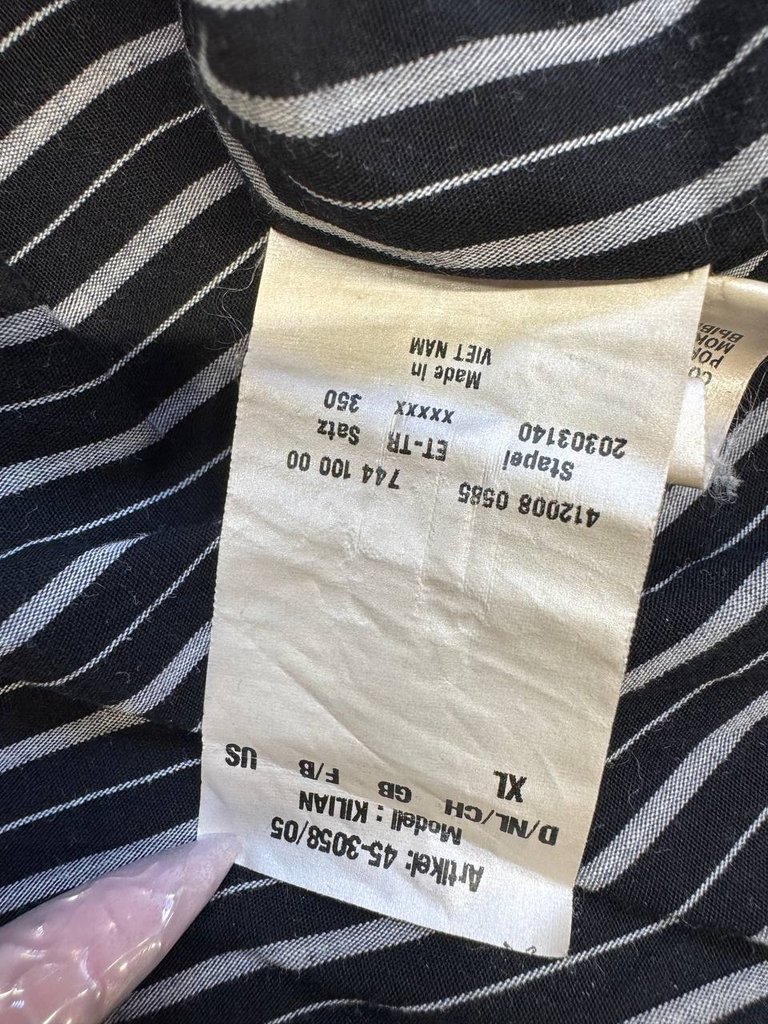 Artikel: 45-3058/05
Modell : KILIAN
D/NL/CH GB F/B US
XL
412008 0585 744 100 00
Stapel ET-TR Satz
20303140 xxxxx 350
Made in
VIET NAM